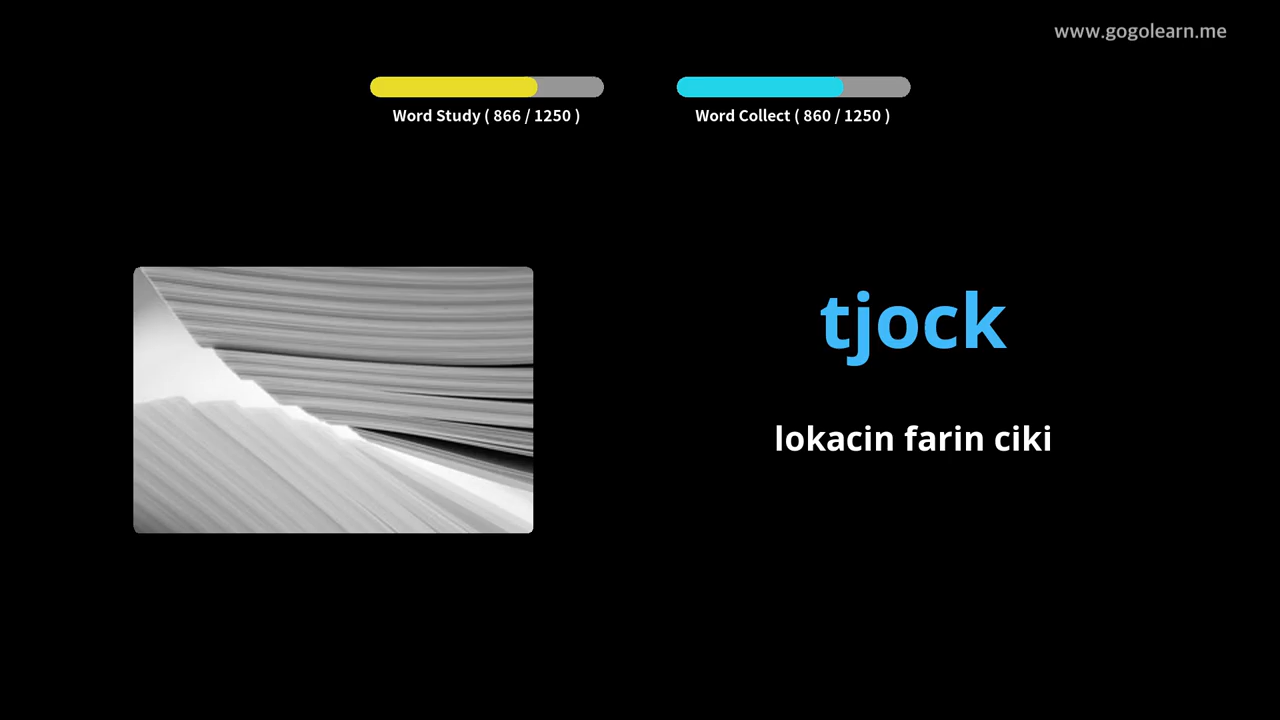 www.gogolearn.me
Word Study ( 866 / 1250 )
Word Collect ( 860 / 1250 )
tjock
lokacin farin ciki